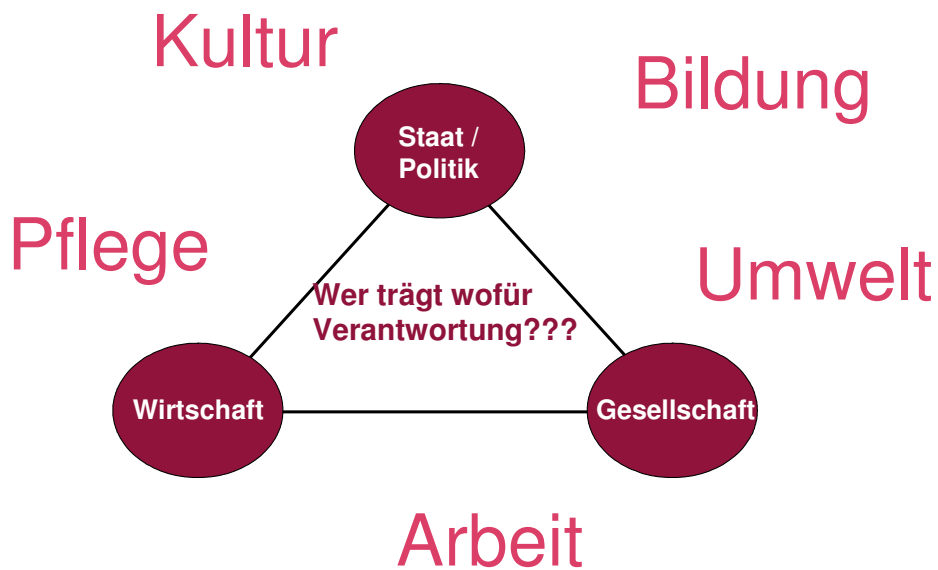 Kultur
Bildung
Staat /
Politik
Pflege
Umwelt
Wer trägt wofür
Verantwortung???
Wirtschaft
Gesellschaft
Arbeit